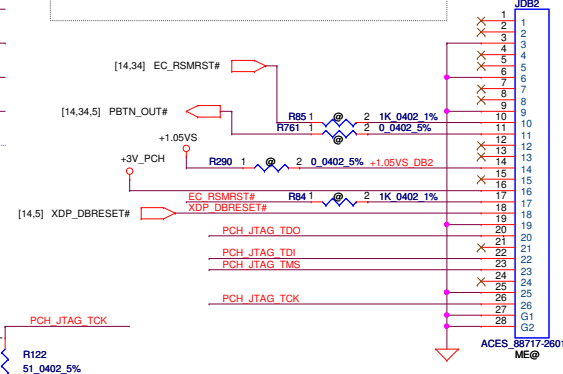 JDB2
1 1
2 2
3 3
4 4
5 5
6 6
7 7
8 8
9 9
[14,34] EC_RSMRST# R85 1 @ 2 1K_0402_1% 10 10
[14,34,5] PBTN_OUT# R761 1 @ 2 0_0402_5% 11 11
12 12
13 13
+1.05VS R290 1 @ 2 0_0402_5% +1.05VS_DB2 14 14
15 15
+3V_PCH 16 16
EC_RSMRST# R84 1 @ 2 1K_0402_1% 17 17
[14,5] XDP_DBRESET# XDP_DBRESET# 18 18
19 19
PCH_JTAG_TDO 20 20
21 21
PCH_JTAG_TDI 22 22
PCH_JTAG_TMS 23 23
24 24
25 25
PCH_JTAG_TCK 26 26
27 G1
28 G2
PCH_JTAG_TCK
ACES_88717-2601
ME@
R122
51_0402_5%